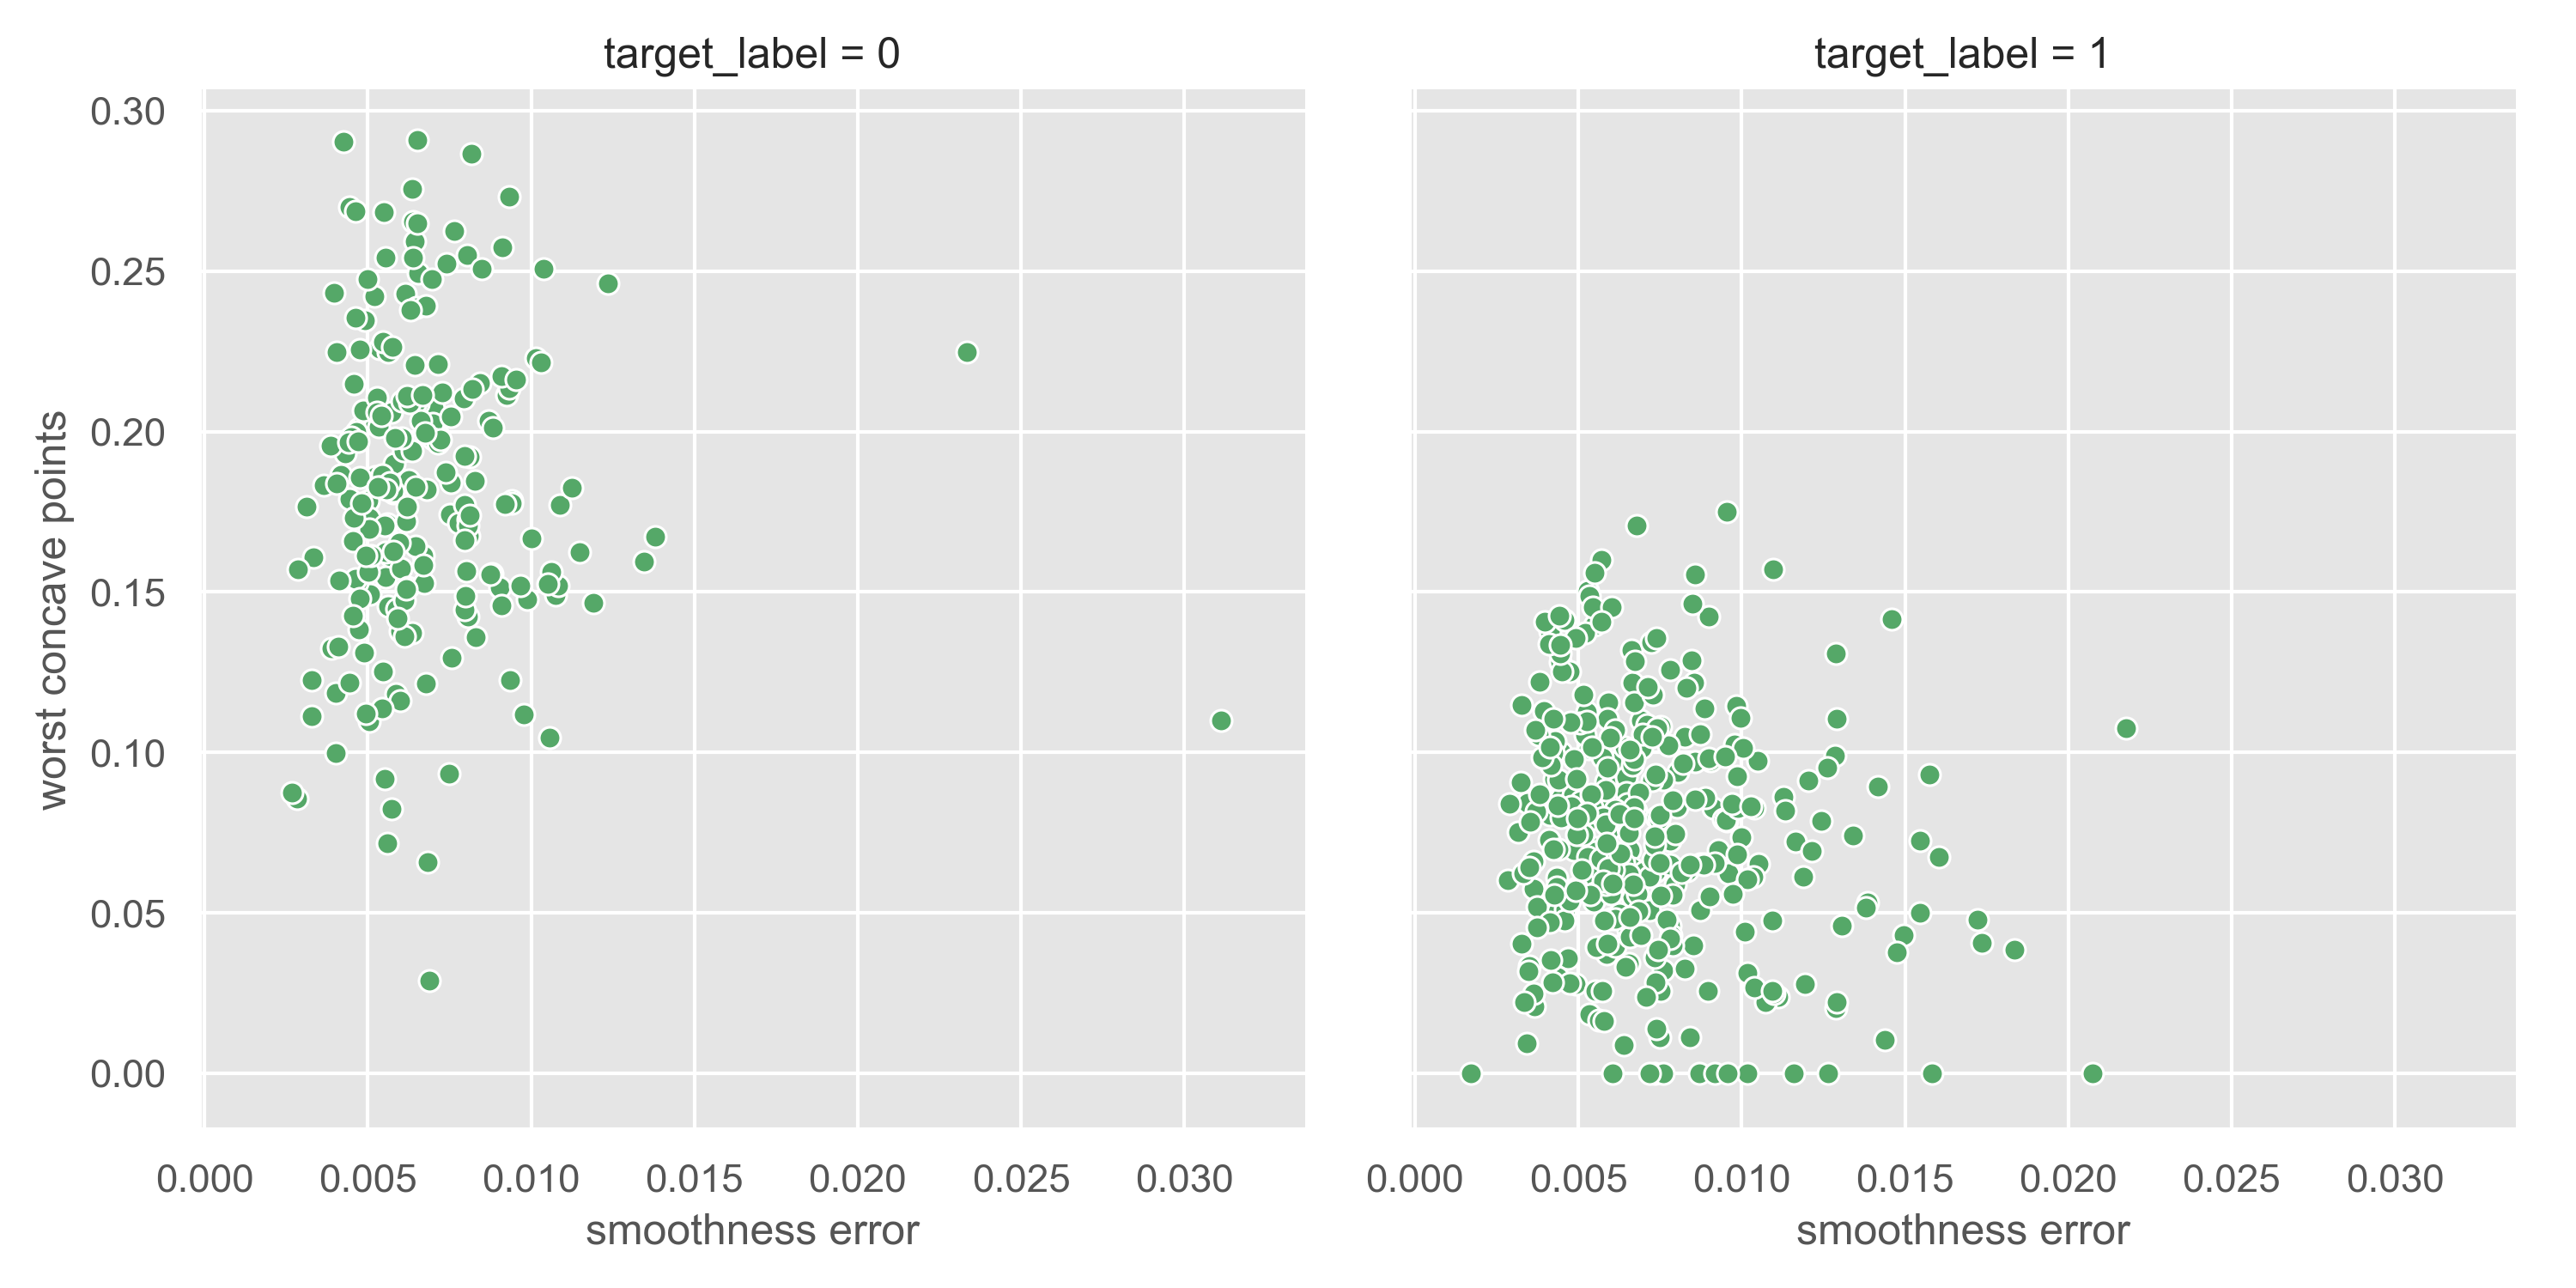 target_label = 0
target_label = 1
0.30
0.25
0.20
0.15
0.10
0.05
0.00
worst concave points
0.000 0.005 0.010 0.015 0.020 0.025 0.030
0.000 0.005 0.010 0.015 0.020 0.025 0.030
smoothness error
smoothness error